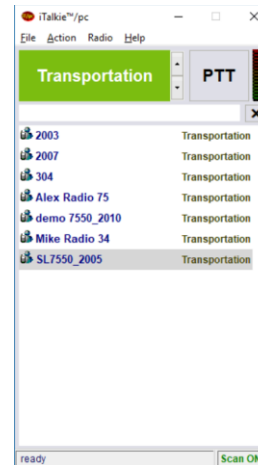 iTalkie™/pc
File Action Radio Help
Transportation PTT
2003 Transportation
2007 Transportation
304 Transportation
Alex Radio 75 Transportation
demo 7550_2010 Transportation
Mike Radio 34 Transportation
SL7550_2005 Transportation
ready Scan